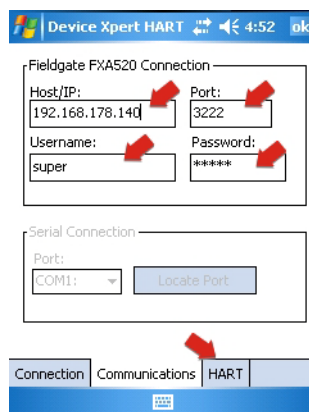 Device Xpert HART 4:52 ok
Fieldgate FXA520 Connection
Host/IP: Port:
192.168.178.140 3222
Username: Password:
super *****
Serial Connection
Port:
COM1: Locate Port
Connection Communications HART